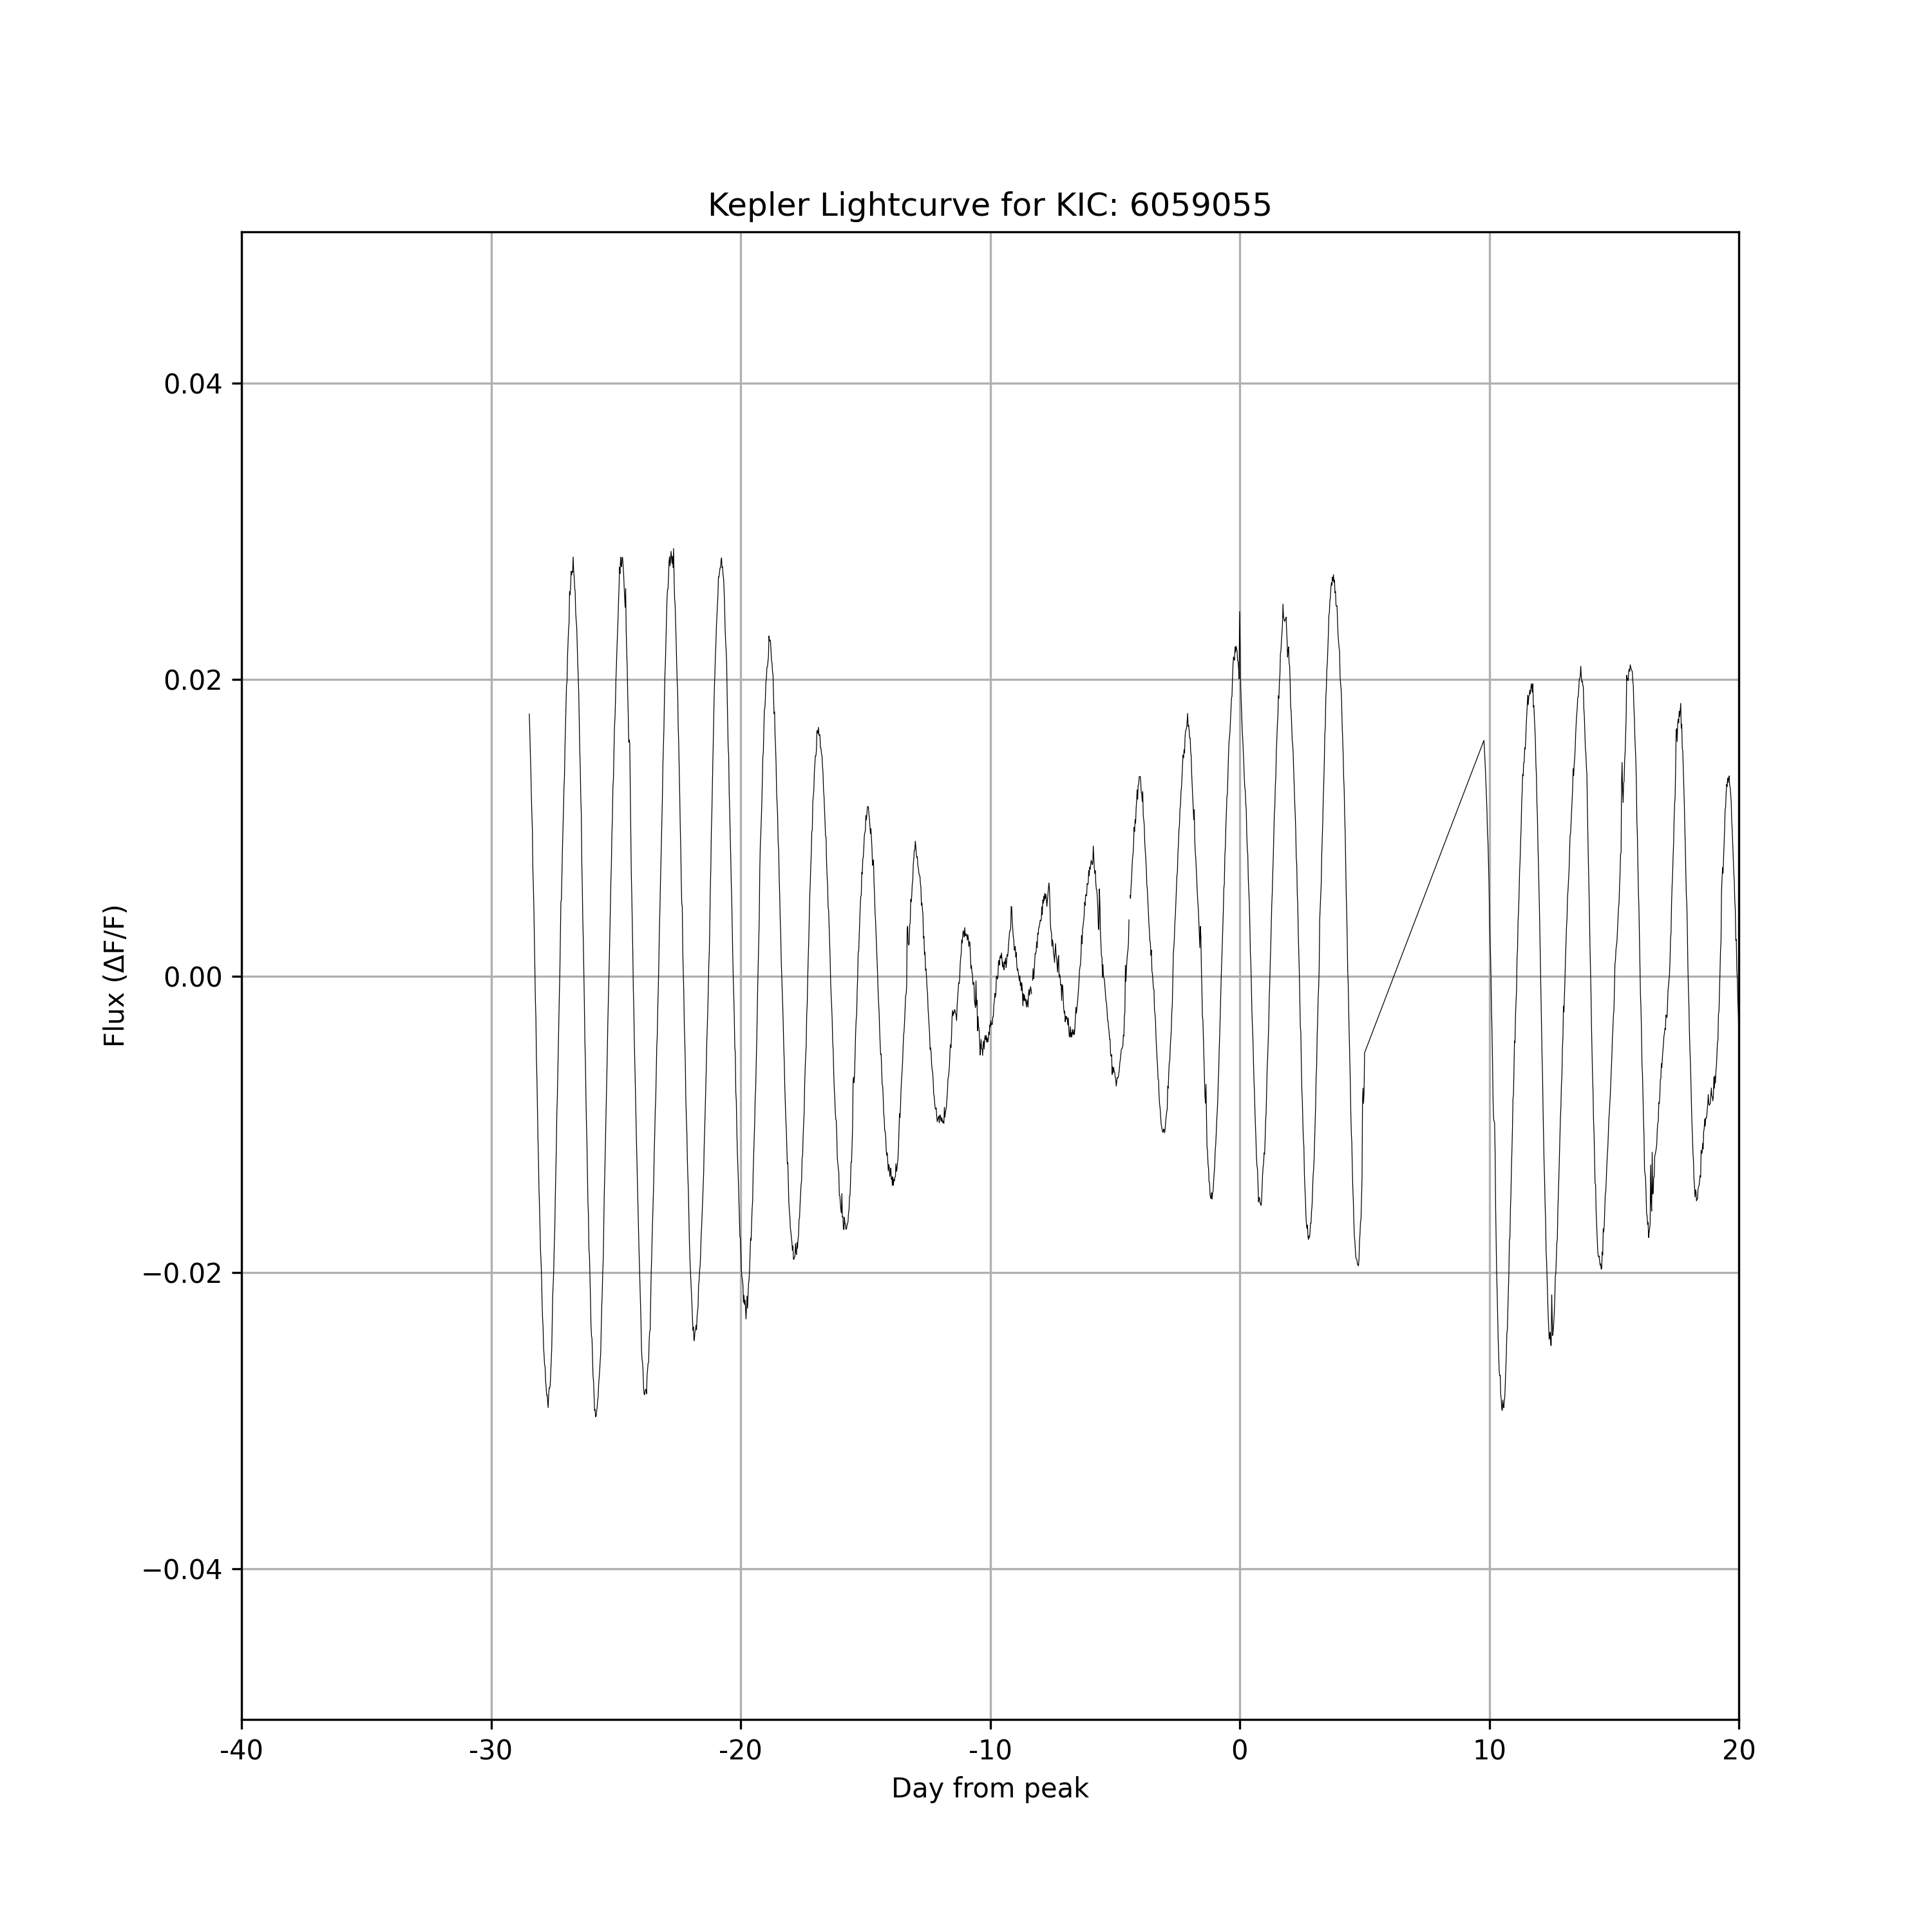 Kepler Lightcurve for KIC: 6059055
Flux (ΔF/F)
0.04
0.02
0.00
−0.02
−0.04
-40 -30 -20 -10 0 10 20
Day from peak